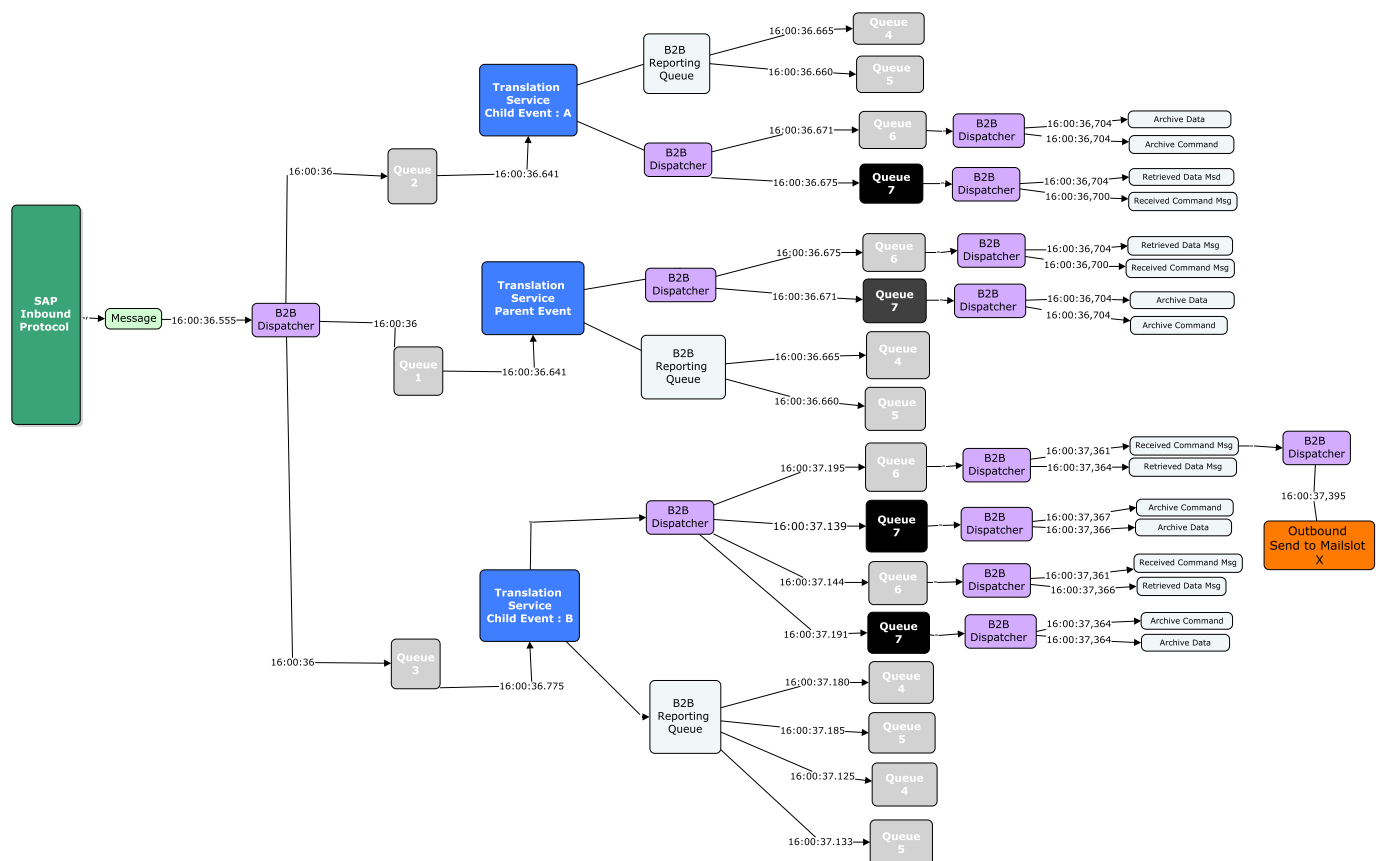 SAP
Inbound
Protocol
Message
16:00:36.555
B2B
Dispatcher
16:00:36
Queue
2
16:00:36.641
Translation
Service
Child Event : A
B2B
Reporting
Queue
16:00:36.665
Queue
4
16:00:36.660
Queue
5
B2B
Dispatcher
16:00:36.671
Queue
6
B2B
Dispatcher
16:00:36,704
Archive Data
16:00:36,704
Archive Command
16:00:36.675
Queue
7
B2B
Dispatcher
16:00:36,704
Retrieved Data Msd
16:00:36,700
Received Command Msg
16:00:36
Queue
1
16:00:36.641
Translation
Service
Parent Event
B2B
Dispatcher
16:00:36.675
Queue
6
B2B
Dispatcher
16:00:36,704
Retrieved Data Msg
16:00:36,700
Received Command Msg
16:00:36.671
Queue
7
B2B
Dispatcher
16:00:36,704
Archive Data
16:00:36,704
Archive Command
B2B
Reporting
Queue
16:00:36.665
Queue
4
16:00:36.660
Queue
5
16:00:36
Queue
3
16:00:36.775
Translation
Service
Child Event : B
B2B
Dispatcher
16:00:37.195
Queue
6
B2B
Dispatcher
16:00:37,361
Received Command Msg
16:00:37,364
Retrieved Data Msg
B2B
Dispatcher
16:00:37,395
Outbound
Send to Mailslot
X
16:00:37.139
Queue
7
B2B
Dispatcher
16:00:37,367
Archive Command
16:00:37,366
Archive Data
16:00:37.144
Queue
6
B2B
Dispatcher
16:00:37,361
Received Command Msg
16:00:37,366
Retrieved Data Msg
16:00:37.191
Queue
7
B2B
Dispatcher
16:00:37,364
Archive Command
16:00:37,364
Archive Data
B2B
Reporting
Queue
16:00:37.180
Queue
4
16:00:37.185
Queue
5
16:00:37.125
Queue
4
16:00:37.133
Queue
5